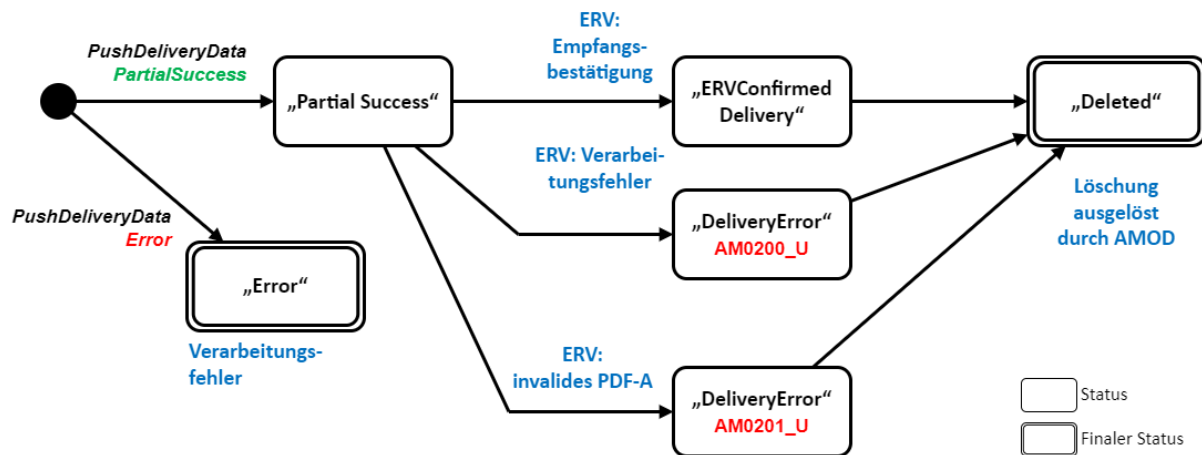 PushDeliveryData
PartialSuccess
„Partial Success“
ERV:
Empfangs-
bestätigung
„ERVConfirmed
Delivery“
„Deleted“
Löschung
ausgelöst
durch AMOD
ERV: Verarbei-
tungsfehler
„DeliveryError“
AM0200_U
PushDeliveryData
Error
„Error“
Verarbeitungs-
fehler
ERV:
invalides PDF-A
„DeliveryError“
AM0201_U
Status
Finaler Status